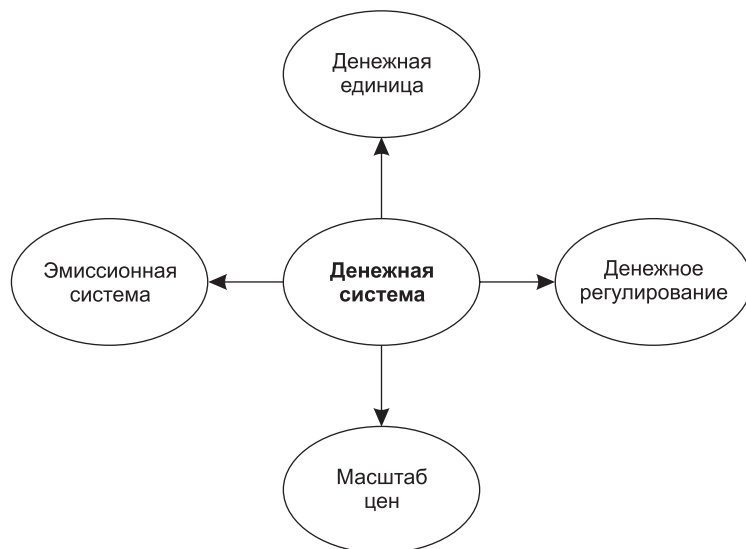 Денежная
единица
Эмиссионная
система
Денежная
система
Денежное
регулирование
Масштаб
цен